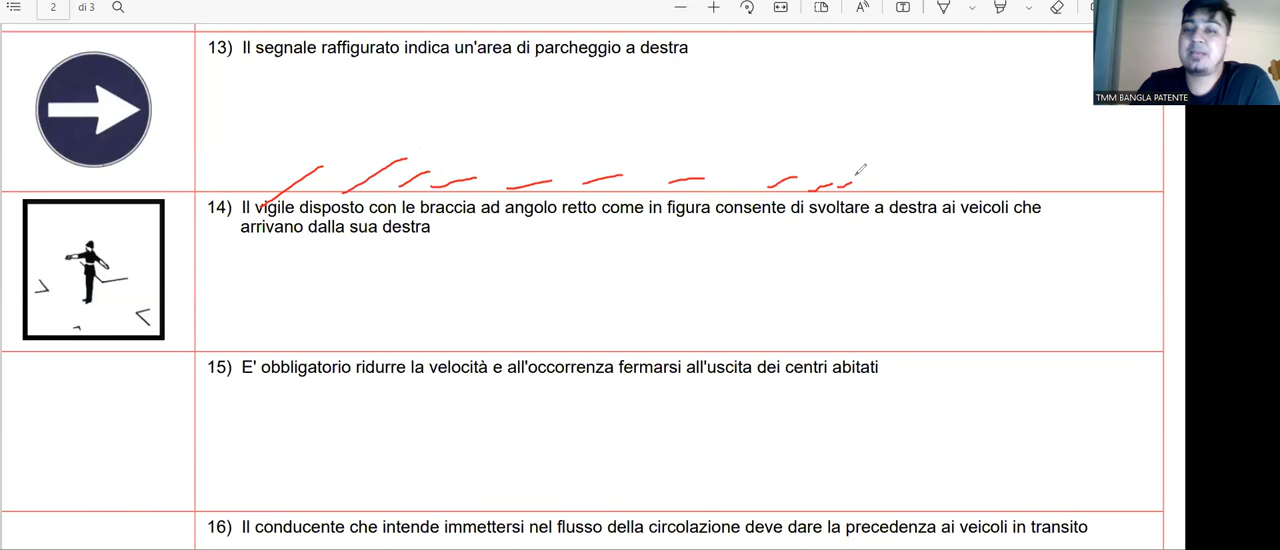 2
di 3
13) Il segnale raffigurato indica un'area di parcheggio a destra
TMM BANGLA PATENTE
14) Il vigile disposto con le braccia ad angolo retto come in figura consente di svoltare a destra ai veicoli che
arrivano dalla sua destra
15) E' obbligatorio ridurre la velocità e all'occorrenza fermarsi all'uscita dei centri abitati
16) Il conducente che intende immettersi nel flusso della circolazione deve dare la precedenza ai veicoli in transito